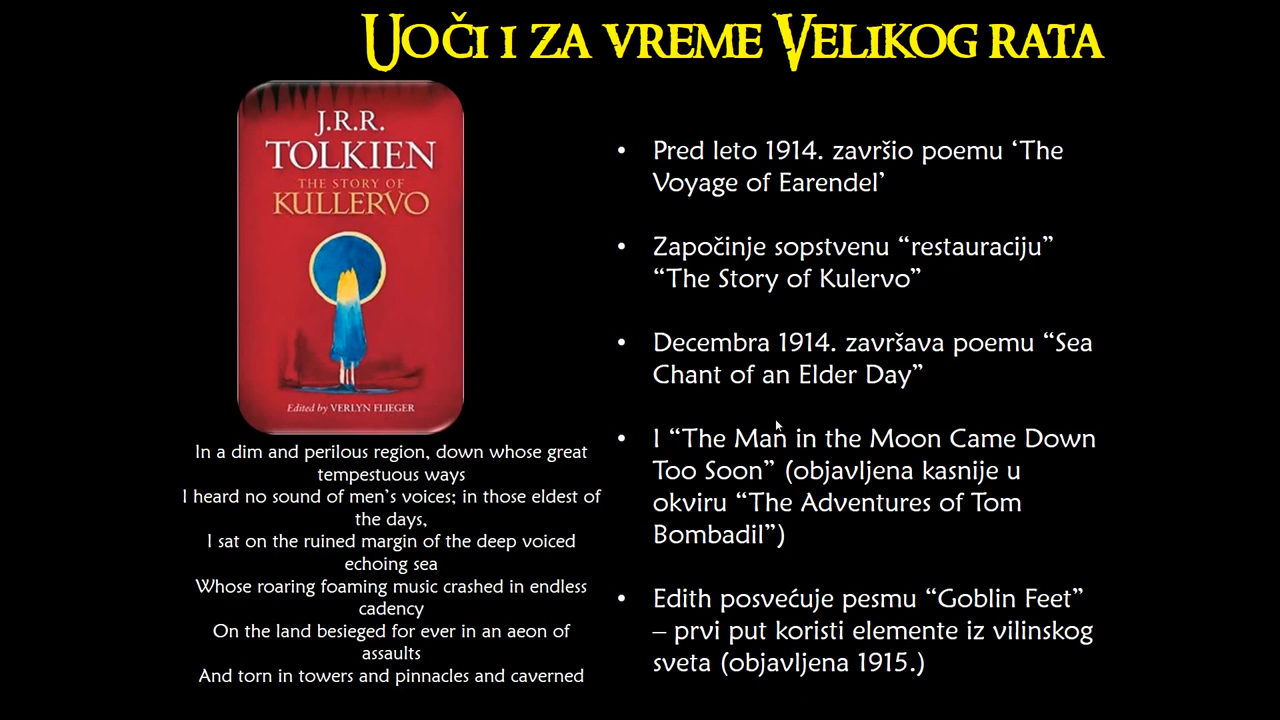 Uoči i za vreme Velikog rata
J.R.R.
TOLKIEN
THE STORY OF
KULLERVO
Edited by VERLYN FLIEGER
In a dim and perilous region, down whose great
tempestuous ways
I heard no sound of men's voices; in those eldest of
the days,
I sat on the ruined margin of the deep voiced
echoing sea
Whose roaring foaming music crashed in endless
cadency
On the land besieged for ever in an aeon of
assaults
And torn in towers and pinnacles and caverned
• Pred leto 1914. završio poemu ‘The
Voyage of Earendel’
• Započinje sopstvenu “restauraciju”
“The Story of Kulervo”
• Decembra 1914. završava poemu “Sea
Chant of an Elder Day”
• I “The Man in the Moon Came Down
Too Soon” (objavljena kasnije u
okviru “The Adventures of Tom
Bombadil”)
• Edith posvećuje pesmu “Goblin Feet”
– prvi put koristi elemente iz vilinskog
sveta (objavljena 1915.)